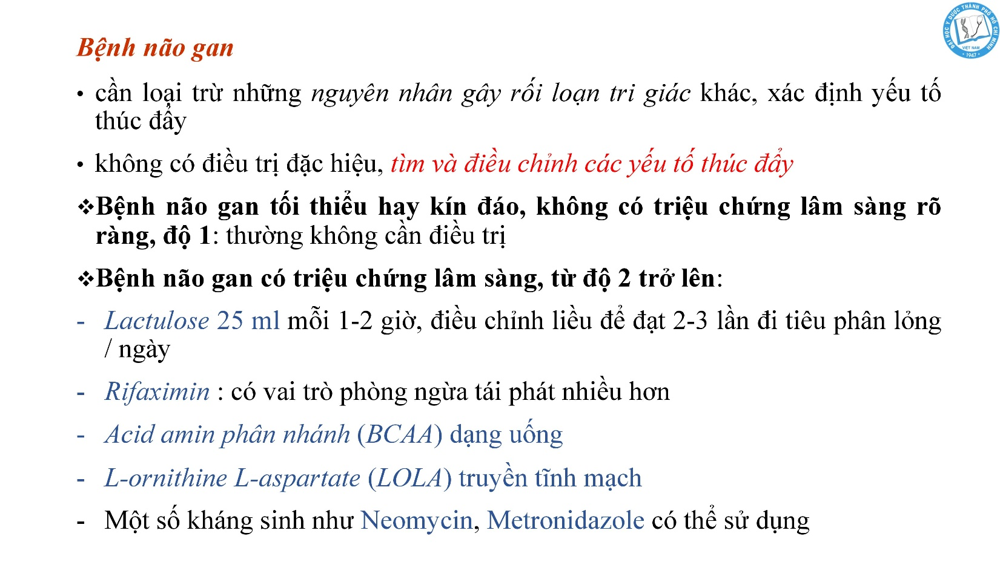 Bệnh não gan
• cần loại trừ những nguyên nhân gây rối loạn tri giác khác, xác định yếu tố
thúc đẩy
• không có điều trị đặc hiệu, tìm và điều chỉnh các yếu tố thúc đẩy
❖Bệnh não gan tối thiểu hay kín đáo, không có triệu chứng lâm sàng rõ
ràng, độ 1: thường không cần điều trị
❖Bệnh não gan có triệu chứng lâm sàng, từ độ 2 trở lên:
- Lactulose 25 ml mỗi 1-2 giờ, điều chỉnh liều để đạt 2-3 lần đi tiêu phân lỏng
/ ngày
- Rifaximin : có vai trò phòng ngừa tái phát nhiều hơn
- Acid amin phân nhánh (BCAA) dạng uống
- L-ornithine L-aspartate (LOLA) truyền tĩnh mạch
- Một số kháng sinh như Neomycin, Metronidazole có thể sử dụng
ĐẠI HỌC Y DƯỢC THÀNH PHỐ HỒ CHÍ MINH
VIỆT NAM
• 1947 •